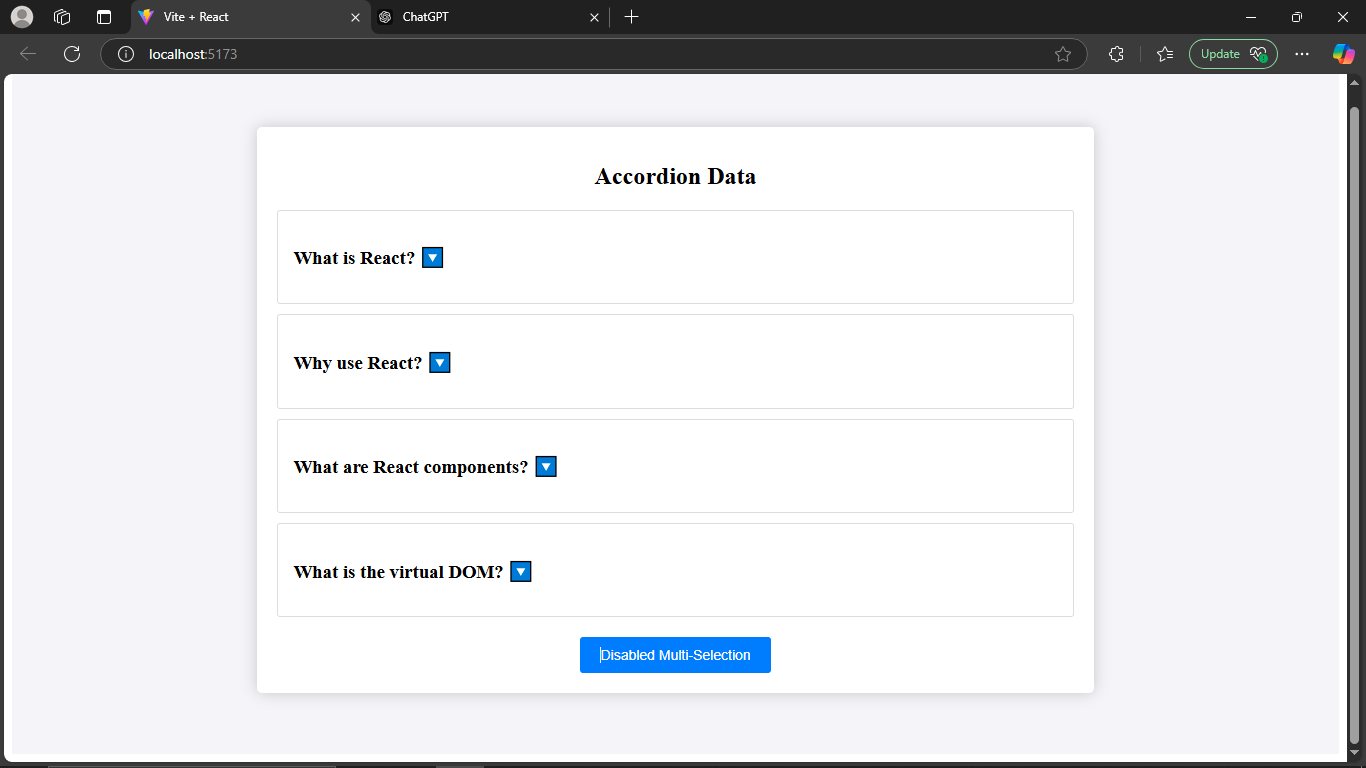 Vite + React
ChatGPT
localhost:5173
Update
Accordion Data
What is React? 🔽
Why use React? 🔽
What are React components? 🔽
What is the virtual DOM? 🔽
Disabled Multi-Selection